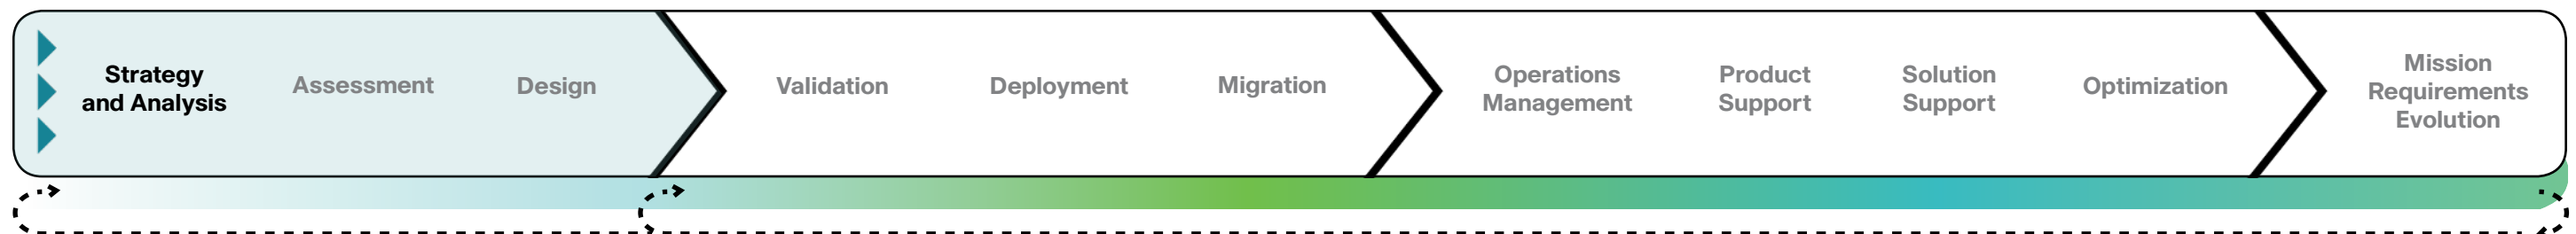 Strategy
and Analysis
Assessment
Design
Validation
Deployment
Migration
Operations
Management
Product
Support
Solution
Support
Optimization
Mission
Requirements
Evolution